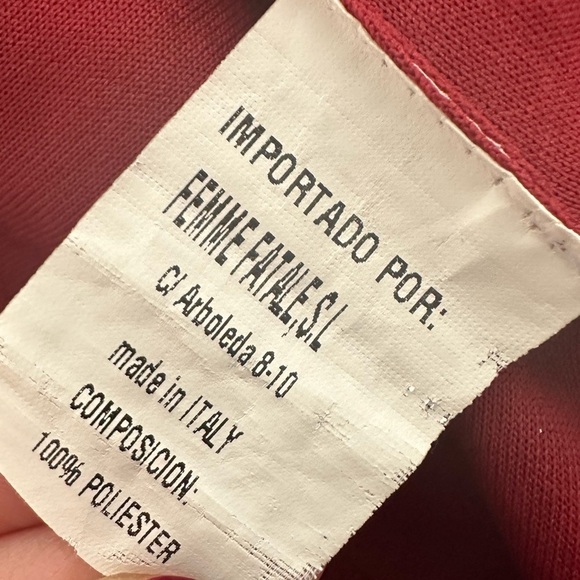 IMPORTADO POR:
FEMME FATALE,S.L
C/ Arboleda 8-10
made in ITALY
COMPOSICION:
100% POLIESTER